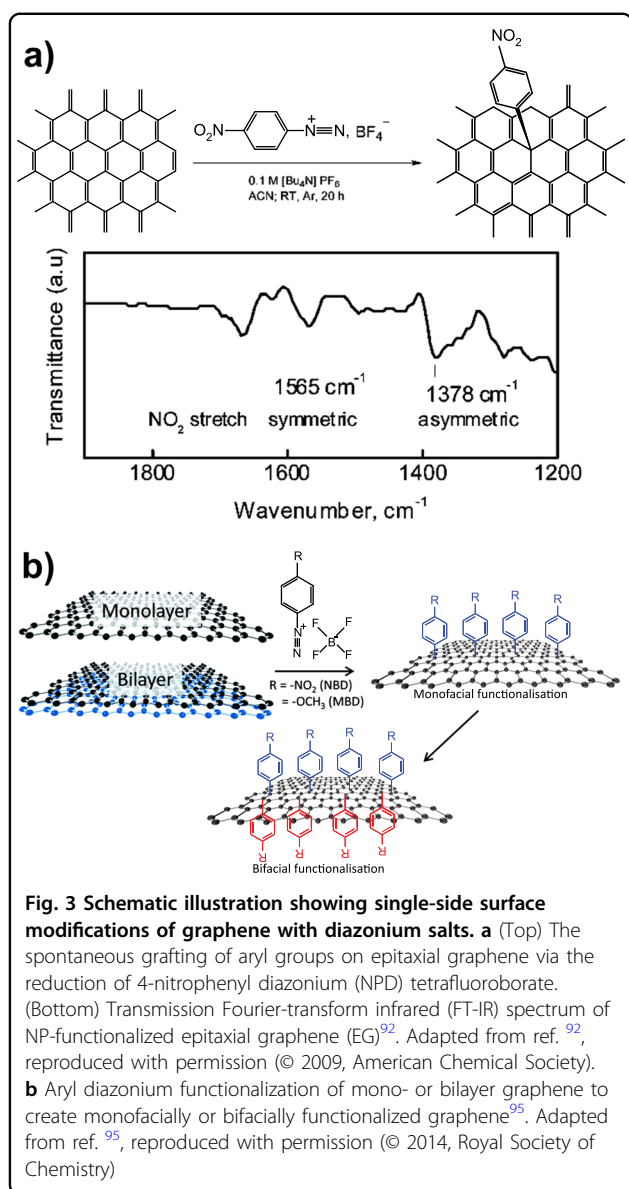 a)
NO₂
O₂N
N≡N, BF₄⁻
+
0.1 M [Bu₄N] PF₆
ACN; RT, Ar, 20 h
Transmittance (a.u)
1565 cm⁻¹
1378 cm⁻¹
NO₂ stretch symmetric asymmetric
1800 1600 1400 1200
Wavenumber, cm⁻¹
b)
Monolayer
Bilayer
R
N
+
N
F F
B
F F
R = -NO₂ (NBD)
= -OCH₃ (MBD)
R R R R
Monofacial functionalisation
R R R R
R R R R
Bifacial functionalisation
Fig. 3 Schematic illustration showing single-side surface
modifications of graphene with diazonium salts. a (Top) The
spontaneous grafting of aryl groups on epitaxial graphene via the
reduction of 4-nitrophenyl diazonium (NPD) tetrafluoroborate.
(Bottom) Transmission Fourier-transform infrared (FT-IR) spectrum of
NP-functionalized epitaxial graphene (EG)⁹². Adapted from ref. ⁹²,
reproduced with permission (© 2009, American Chemical Society).
b Aryl diazonium functionalization of mono- or bilayer graphene to
create monofacially or bifacially functionalized graphene⁹⁵. Adapted
from ref. ⁹⁵, reproduced with permission (© 2014, Royal Society of
Chemistry)